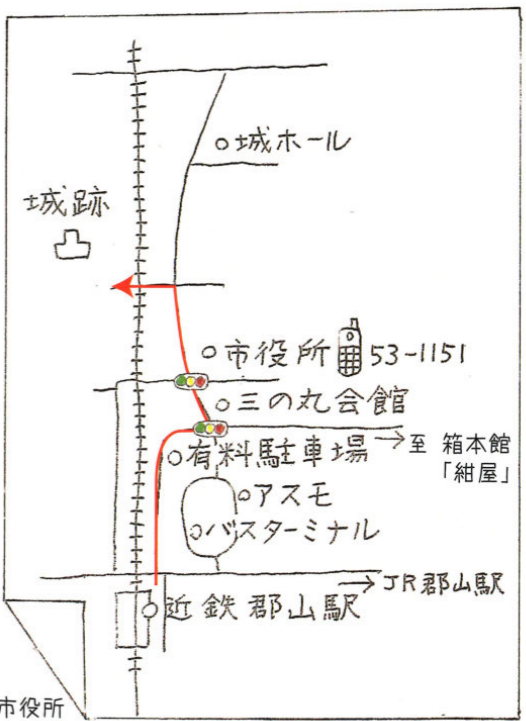 城ホール
城跡
市役所 53-1151
三の丸会館
有料駐車場
至 箱本館
「紺屋」
アスモ
バスターミナル
JR郡山駅
近鉄郡山駅
市役所